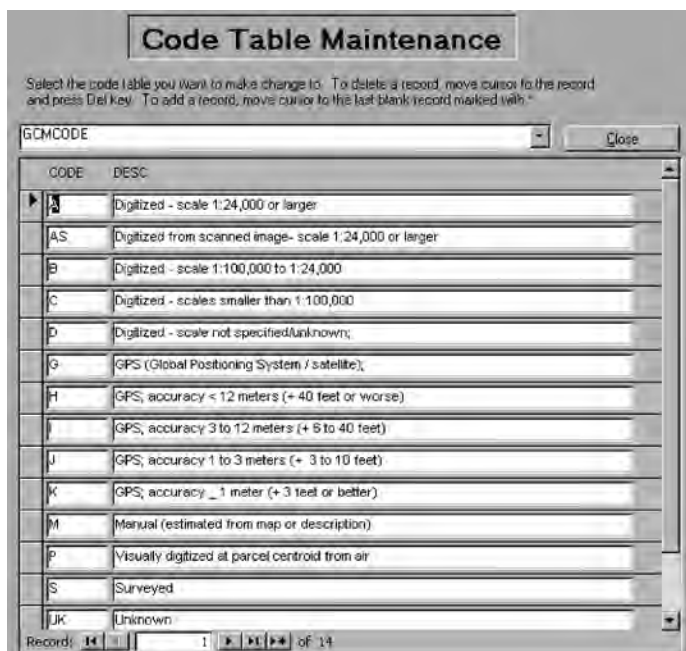 Code Table Maintenance
Select the code table you want to make change to. To delete a record, move cursor to the record
and press Del key. To add a record, move cursor to the last blank record marked with *
GCMCODE
Close
CODE DESC
A Digitized - scale 1:24,000 or larger
AS Digitized from scanned image- scale 1:24,000 or larger
B Digitized - scale 1:100,000 to 1:24,000
C Digitized - scales smaller than 1:100,000
D Digitized - scale not specified/unknown;
G GPS (Global Positioning System / satellite);
H GPS; accuracy < 12 meters (+ 40 feet or worse)
I GPS; accuracy 3 to 12 meters (+ 6 to 40 feet)
J GPS; accuracy 1 to 3 meters (+ 3 to 10 feet)
K GPS; accuracy _ 1 meter (+ 3 feet or better)
M Manual (estimated from map or description)
P Visually digitized at parcel centroid from air
S Surveyed
UK Unknown
Record: 1 of 14